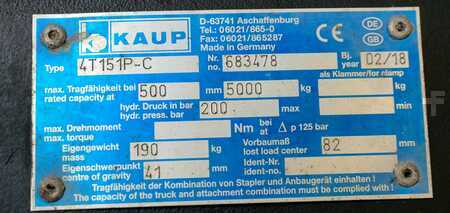 D-63741 Aschaffenburg
KAUP Tel.: 06021/865-0
Fax: 06021/865287
Made in Germany
DE
GB
Type 4T151P-C Nr. no. 683478 Bj. year 02/18
als Klammer/for clamp
max. Tragfähigkeit bei rated capacity at 500 mm 5000 kg kg
hydr. Druck in bar hydr. press. bar 200 max min
max. Drehmoment max. torque Nm bei at Δ p 125 bar
Eigengewicht mass 190 kg Vorbaumaß lost load center 82 mm
Eigenschwerpunkt centre of gravity 41 mm Ident-nr. ident-no.
Tragfähigkeit der Kombination von Stapler und Anbaugerät einhalten !
The capacity of the truck and attachment combination must be complied with !